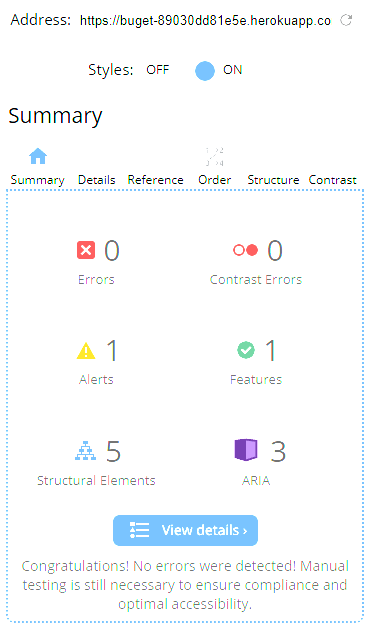 Address: https://buget-89030dd81e5e.herokuapp.co
Styles: OFF ON
Summary
Summary Details Reference Order Structure Contrast
0 0
Errors Contrast Errors
1 1
Alerts Features
5 3
Structural Elements ARIA
View details ›
Congratulations! No errors were detected! Manual
testing is still necessary to ensure compliance and
optimal accessibility.